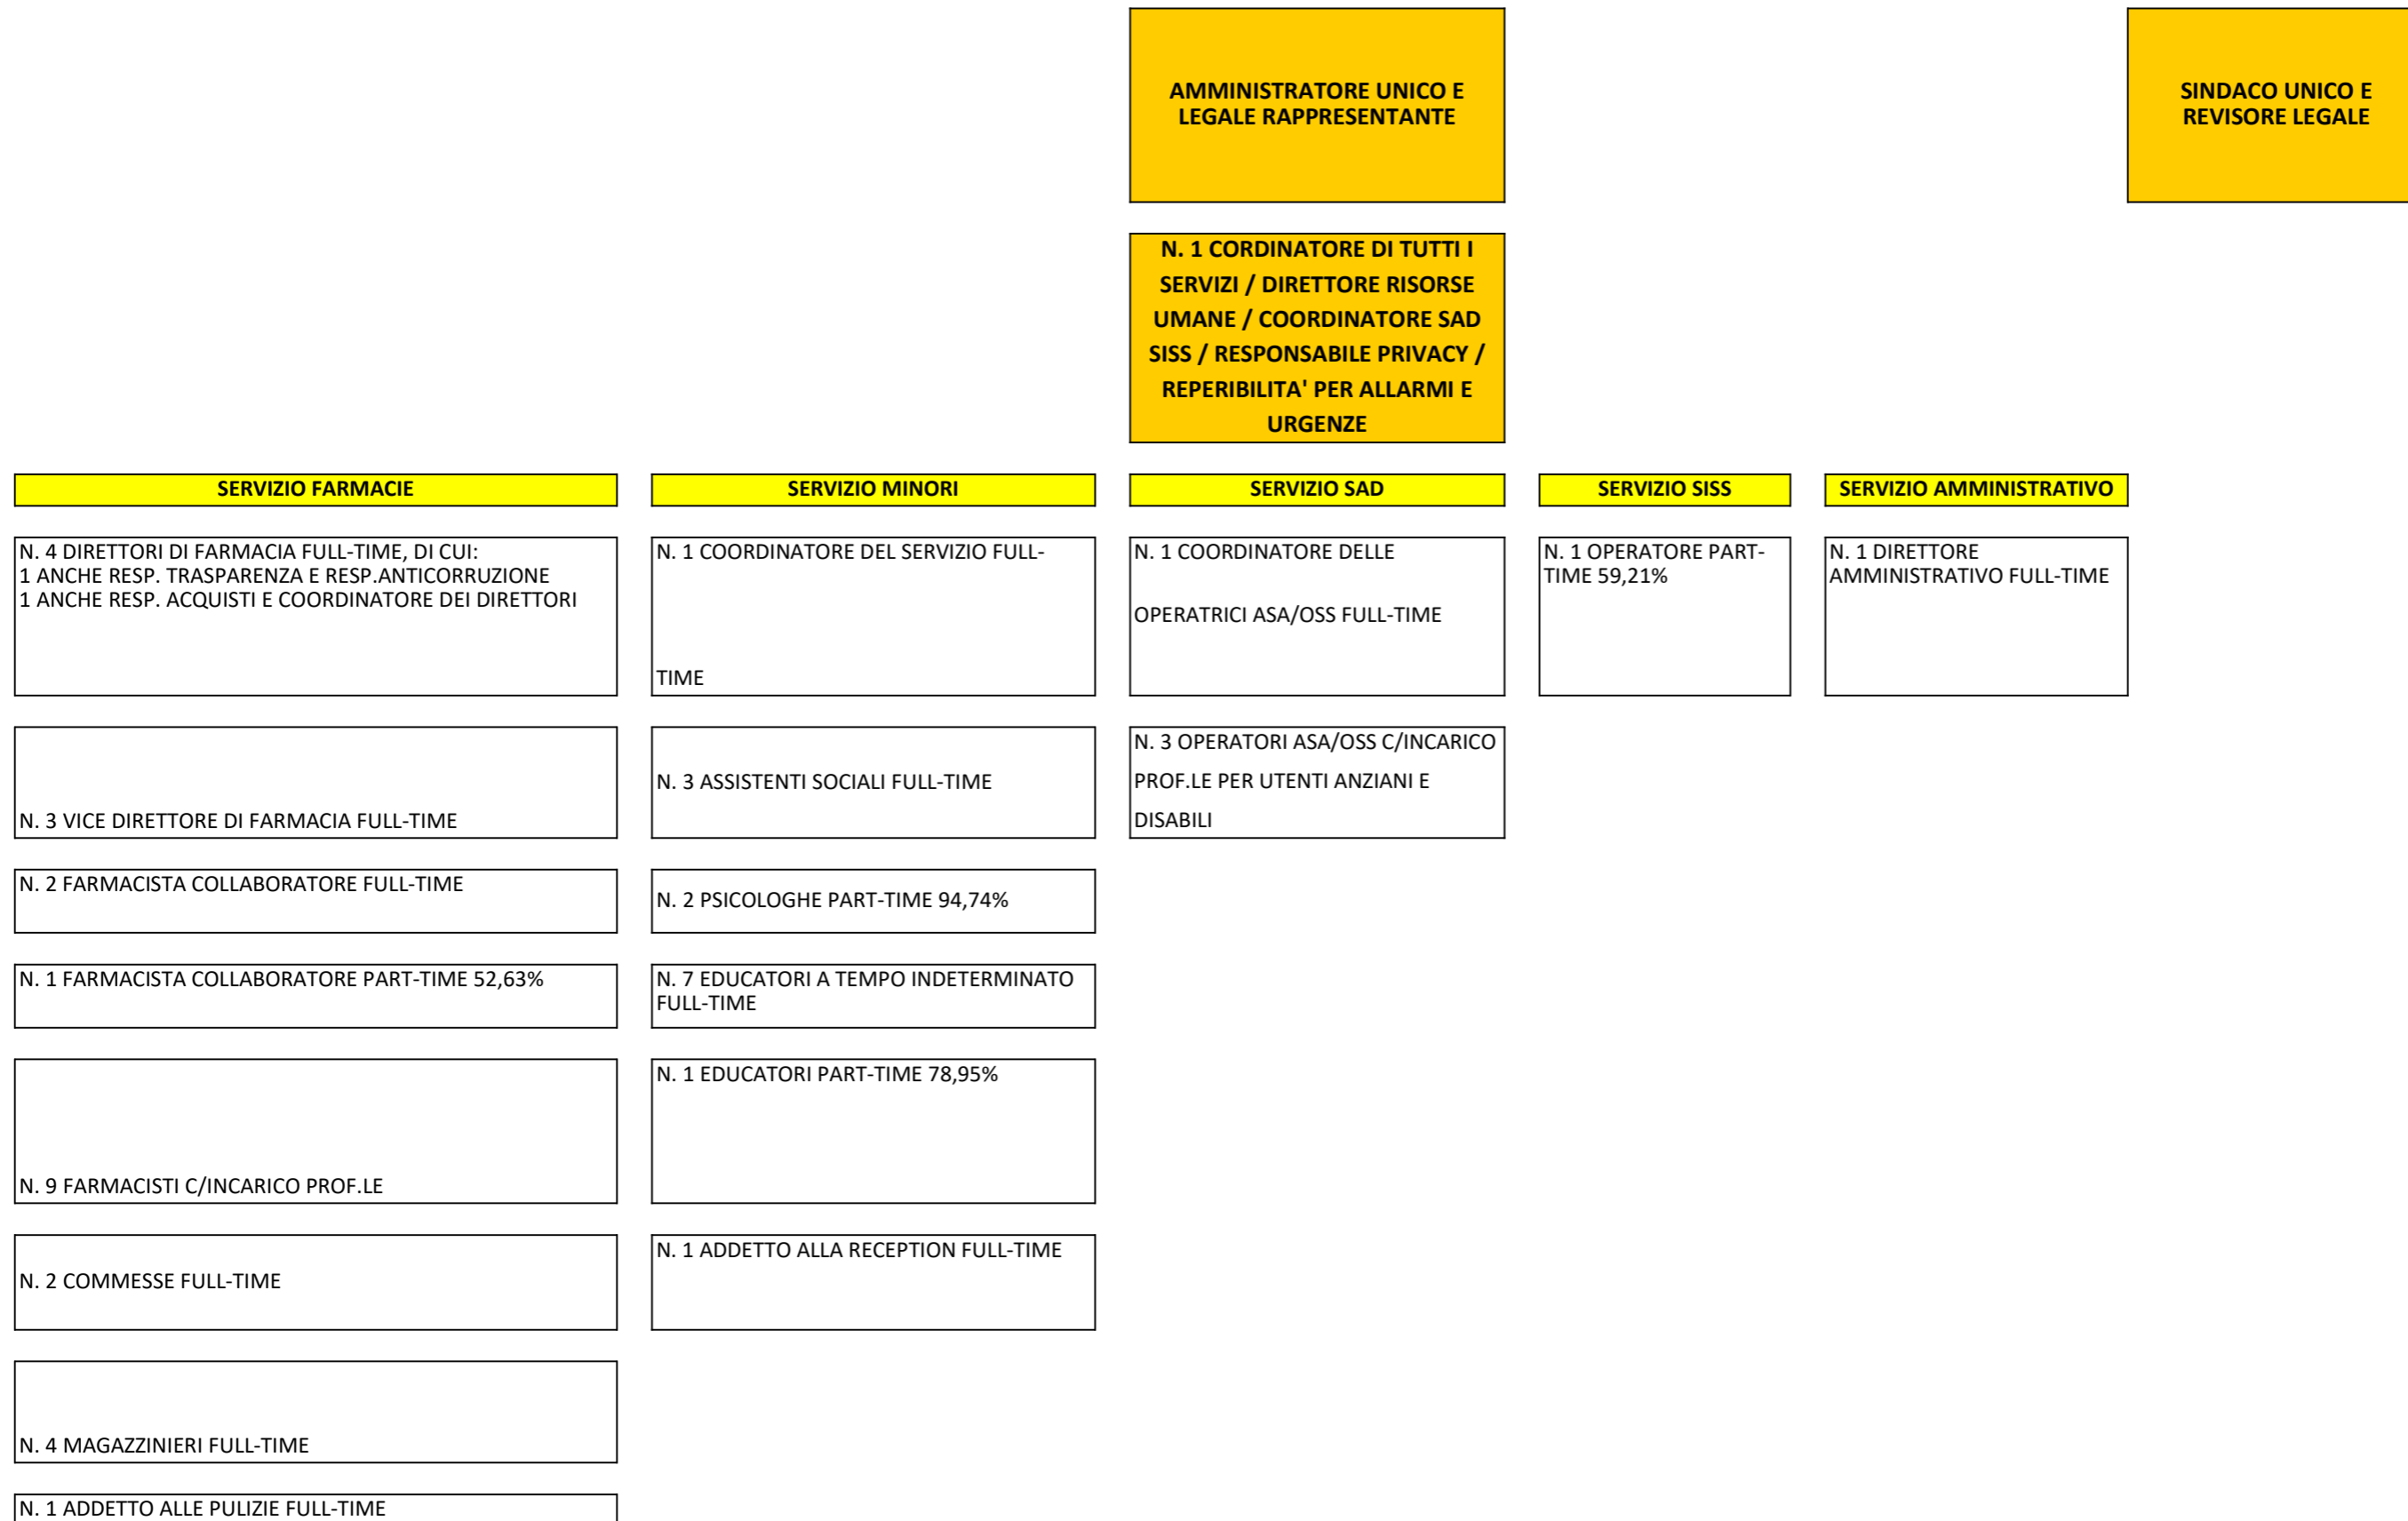 AMMINISTRATORE UNICO E
LEGALE RAPPRESENTANTE
SINDACO UNICO E
REVISORE LEGALE
N. 1 CORDINATORE DI TUTTI I
SERVIZI / DIRETTORE RISORSE
UMANE / COORDINATORE SAD
SISS / RESPONSABILE PRIVACY /
REPERIBILITA' PER ALLARMI E
URGENZE
SERVIZIO FARMACIE
SERVIZIO MINORI
SERVIZIO SAD
SERVIZIO SISS
SERVIZIO AMMINISTRATIVO
N. 4 DIRETTORI DI FARMACIA FULL-TIME, DI CUI:
1 ANCHE RESP. TRASPARENZA E RESP.ANTICORRUZIONE
1 ANCHE RESP. ACQUISTI E COORDINATORE DEI DIRETTORI
N. 1 COORDINATORE DEL SERVIZIO FULL-
TIME
N. 1 COORDINATORE DELLE
OPERATRICI ASA/OSS FULL-TIME
N. 1 OPERATORE PART-
TIME 59,21%
N. 1 DIRETTORE
AMMINISTRATIVO FULL-TIME
N. 3 VICE DIRETTORE DI FARMACIA FULL-TIME
N. 3 ASSISTENTI SOCIALI FULL-TIME
N. 3 OPERATORI ASA/OSS C/INCARICO
PROF.LE PER UTENTI ANZIANI E
DISABILI
N. 2 FARMACISTA COLLABORATORE FULL-TIME
N. 2 PSICOLOGHE PART-TIME 94,74%
N. 1 FARMACISTA COLLABORATORE PART-TIME 52,63%
N. 7 EDUCATORI A TEMPO INDETERMINATO
FULL-TIME
N. 9 FARMACISTI C/INCARICO PROF.LE
N. 1 EDUCATORI PART-TIME 78,95%
N. 2 COMMESSE FULL-TIME
N. 1 ADDETTO ALLA RECEPTION FULL-TIME
N. 4 MAGAZZINIERI FULL-TIME
N. 1 ADDETTO ALLE PULIZIE FULL-TIME